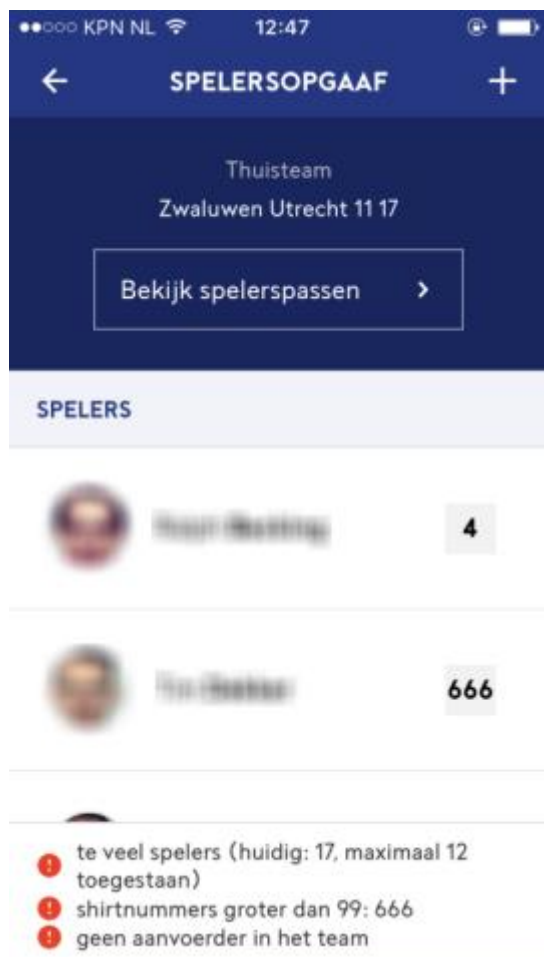 KPN NL 12:47
SPELERSOPGAAF
Thuisteam
Zwaluwen Utrecht 11 17
Bekijk spelerspassen
SPELERS
4
666
te veel spelers (huidig: 17, maximaal 12
toegestaan)
shirtnummers groter dan 99: 666
geen aanvoerder in het team